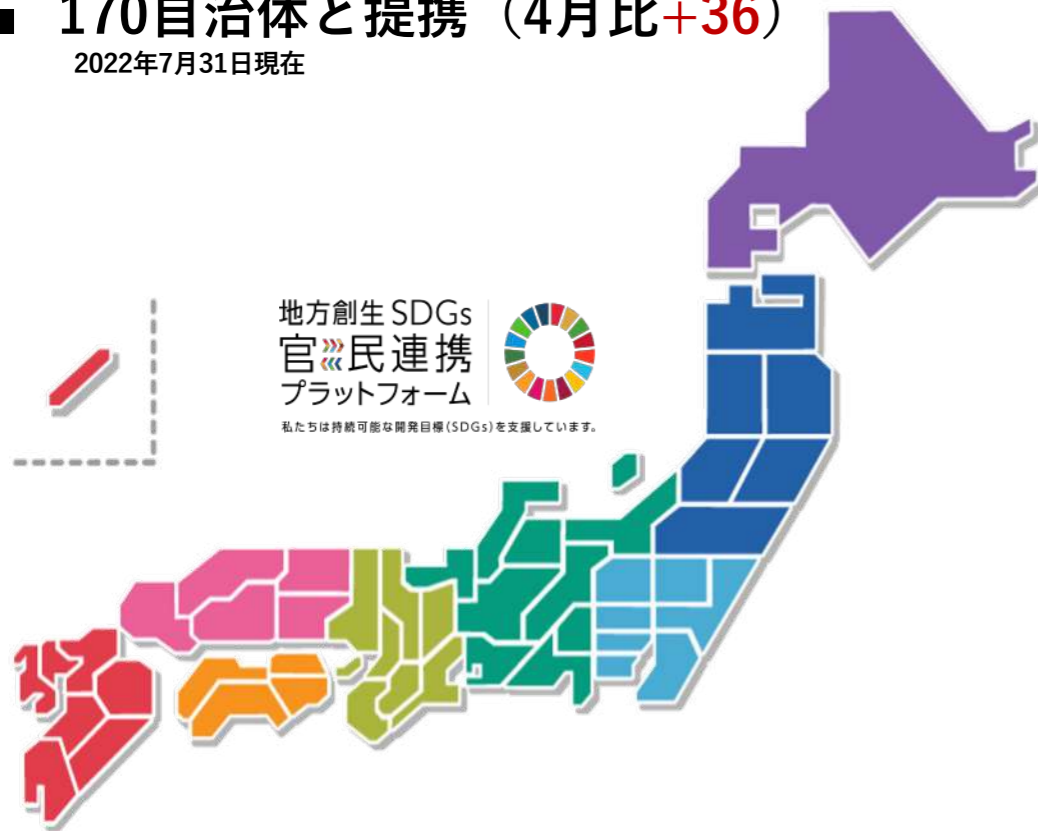 ■ 170自治体と提携（4月比+36）
2022年7月31日現在
地方創生SDGs
官民連携
プラットフォーム
私たちは持続可能な開発目標(SDGs)を支援しています。